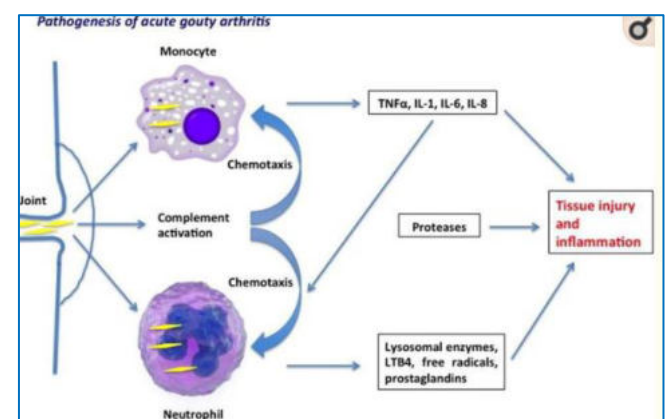 Pathogenesis of acute gouty arthritis
Monocyte
TNFα, IL-1, IL-6, IL-8
Chemotaxis
Joint
Complement
activation
Tissue injury
and
inflammation
Proteases
Chemotaxis
Lysosomal enzymes,
LTB4, free radicals,
prostaglandins
Neutrophil